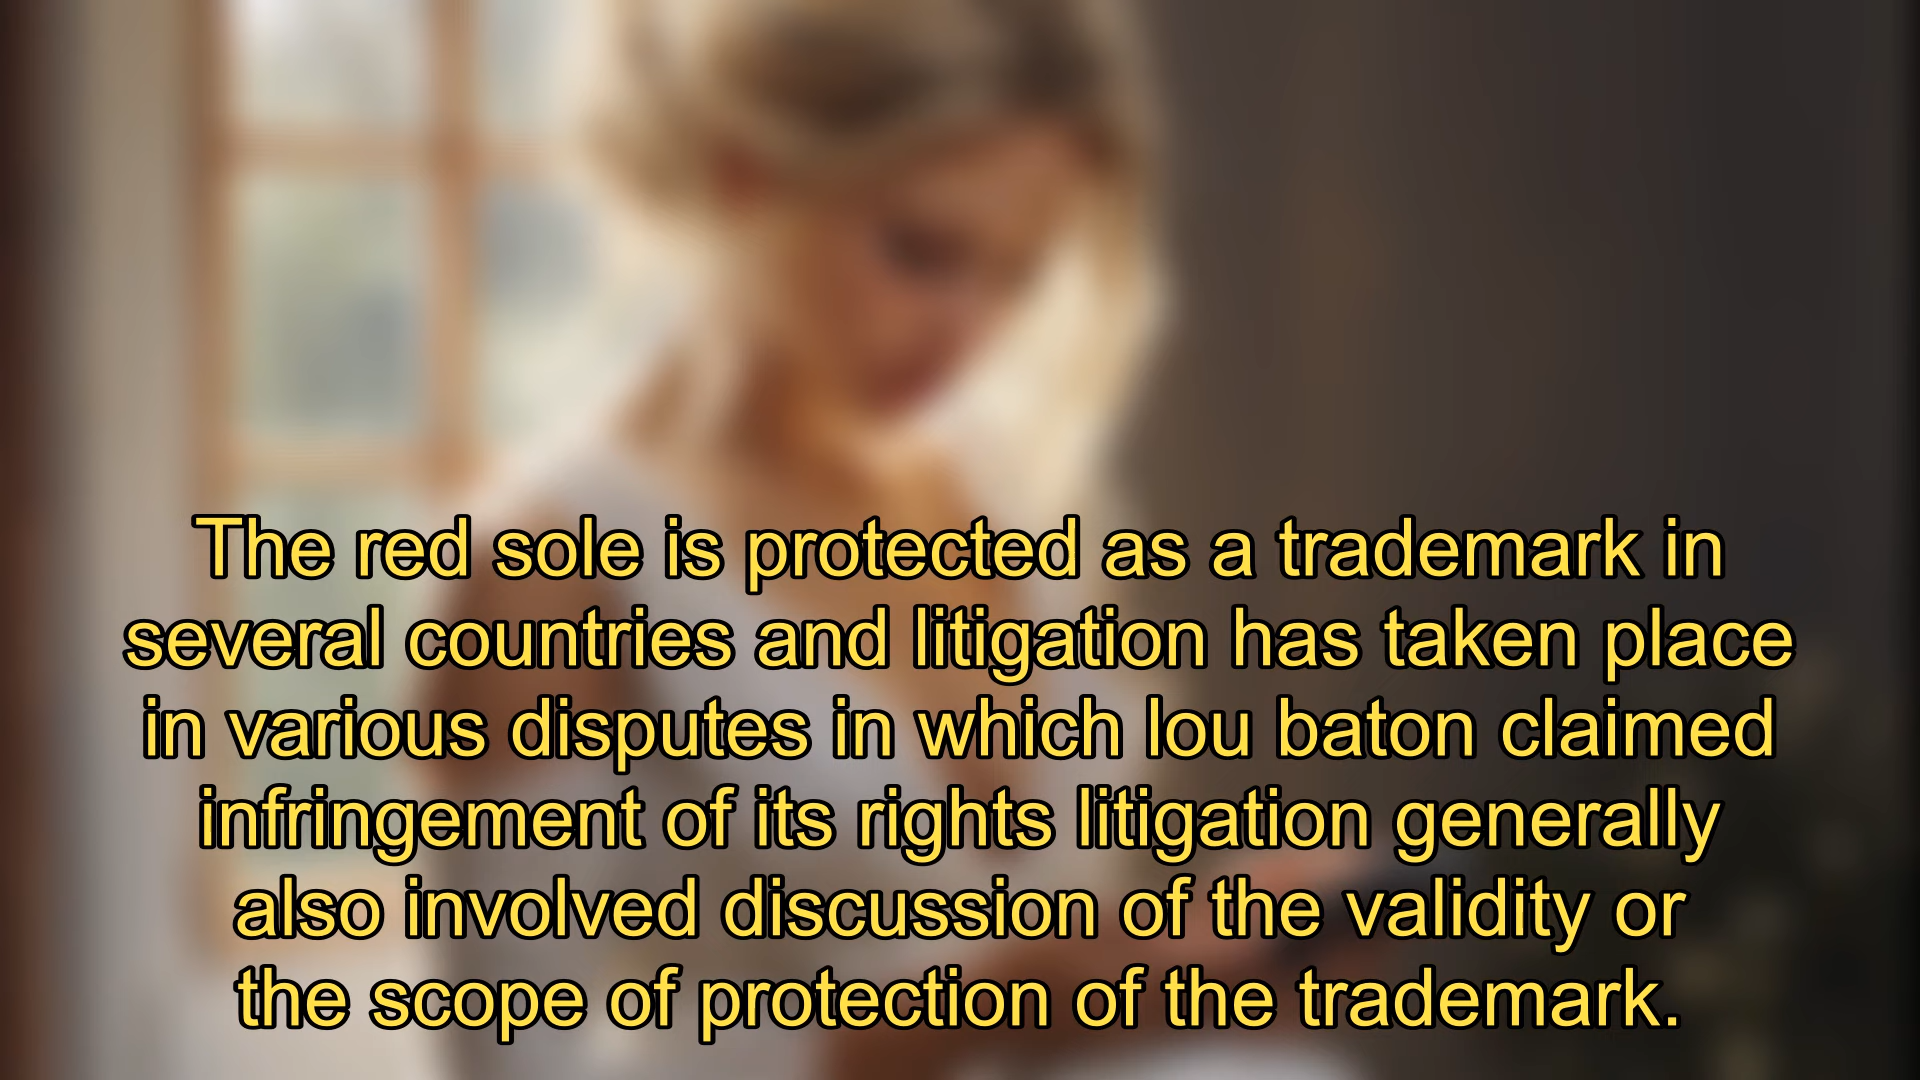 The red sole is protected as a trademark in
several countries and litigation has taken place
in various disputes in which lou baton claimed
infringement of its rights litigation generally
also involved discussion of the validity or
the scope of protection of the trademark.